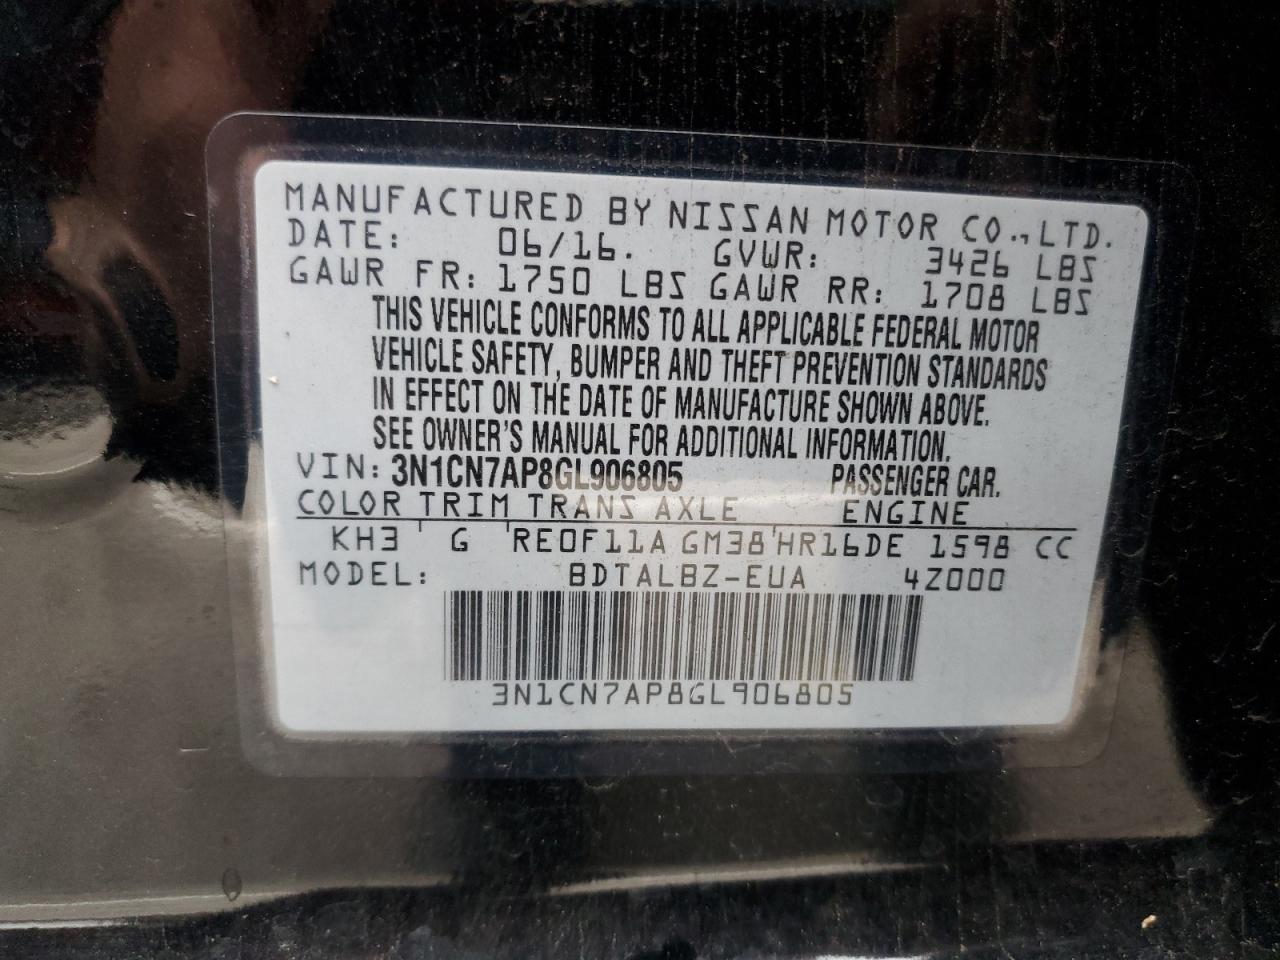 MANUFACTURED BY NISSAN MOTOR CO.,LTD.
DATE: 06/16. GVWR: 3426 LBS
GAWR FR: 1750 LBS GAWR RR: 1708 LBS
THIS VEHICLE CONFORMS TO ALL APPLICABLE FEDERAL MOTOR
VEHICLE SAFETY, BUMPER AND THEFT PREVENTION STANDARDS
IN EFFECT ON THE DATE OF MANUFACTURE SHOWN ABOVE.
SEE OWNER'S MANUAL FOR ADDITIONAL INFORMATION.
VIN: 3N1CN7AP8GL906805 PASSENGER CAR.
COLOR TRIM TRANS AXLE ENGINE
KH3 G RE0F11A GM38 HR16DE 1598 CC
MODEL: BDTALBZ-EUA 4Z000
3N1CN7AP8GL906805